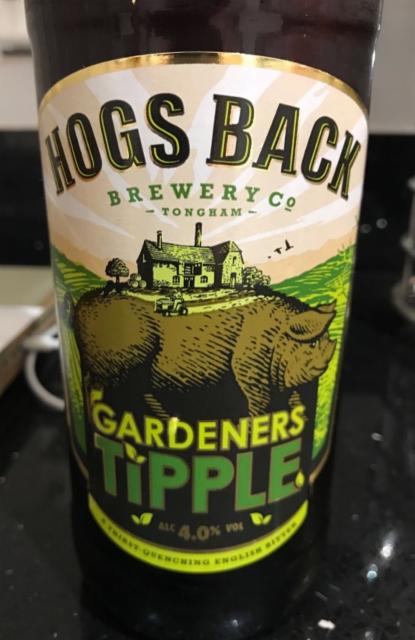 HOGS BACK
BREWERY Co
- TONGHAM -
GARDENERS
TiPPLE
ALC 4.0% VOL
A THIRST-QUENCHING ENGLISH BITTER